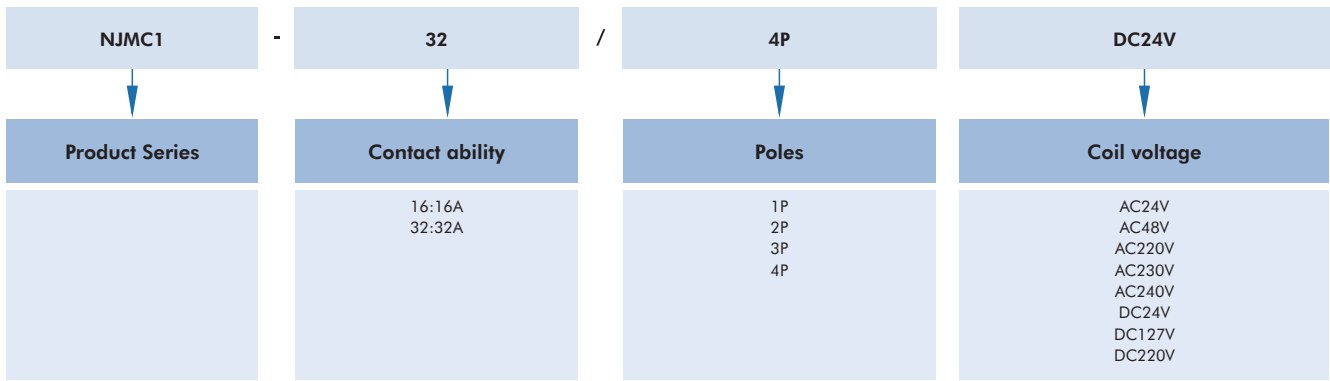 NJMC1 - 32 / 4P DC24V
Product Series Contact ability Poles Coil voltage
16:16A 1P AC24V
32:32A 2P AC48V
3P AC220V
4P AC230V
AC240V
DC24V
DC127V
DC220V